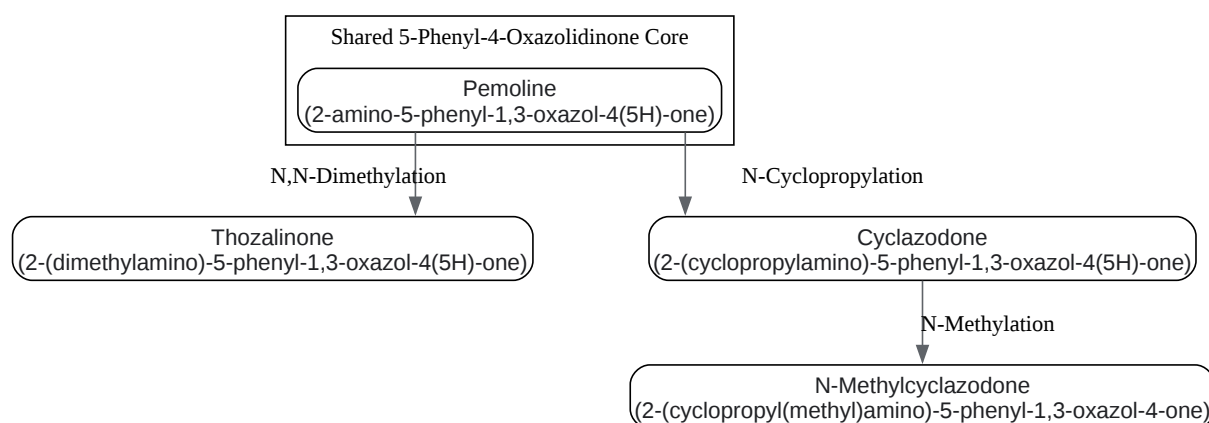 Shared 5-Phenyl-4-Oxazolidinone Core
Pemoline
(2-amino-5-phenyl-1,3-oxazol-4(5H)-one)
N,N-Dimethylation
N-Cyclopropylation
Thozalinone
(2-(dimethylamino)-5-phenyl-1,3-oxazol-4(5H)-one)
Cyclazodone
(2-(cyclopropylamino)-5-phenyl-1,3-oxazol-4(5H)-one)
N-Methylation
N-Methylcyclazodone
(2-(cyclopropyl(methyl)amino)-5-phenyl-1,3-oxazol-4-one)